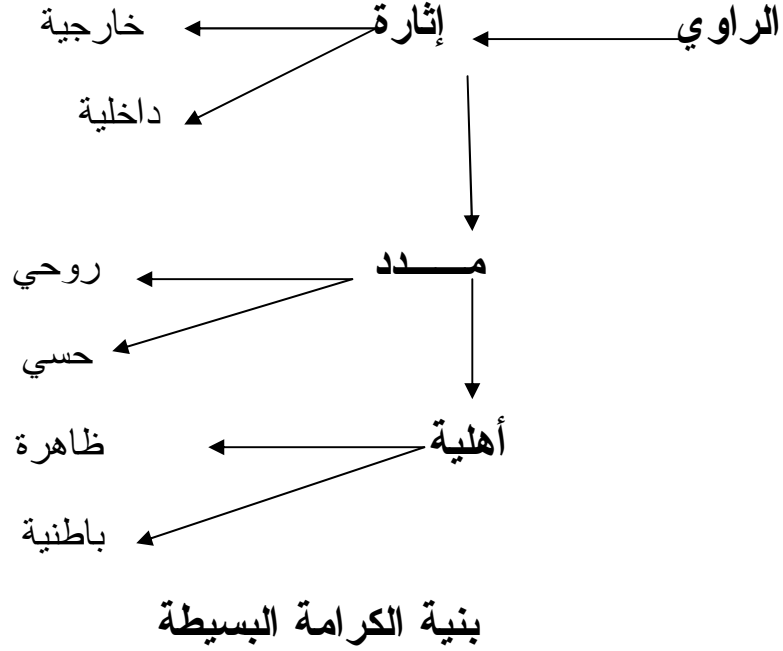 الراوي إثارة خارجية
داخلية
مـــدد روحي
حسي
أهلية ظاهرة
باطنية
بنية الكرامة البسيطة